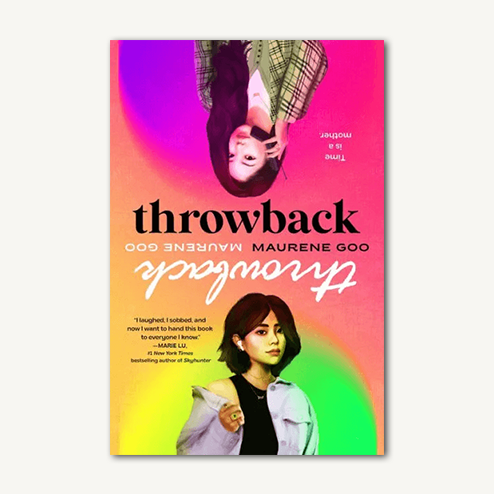 Time
is a
mother.
throwback
MAURENE GOO MAURENE GOO
throwback
"I laughed, I sobbed, and
now I want to hand this book
to everyone I know."
—MARIE LU,
#1 New York Times
bestselling author of Skyhunter